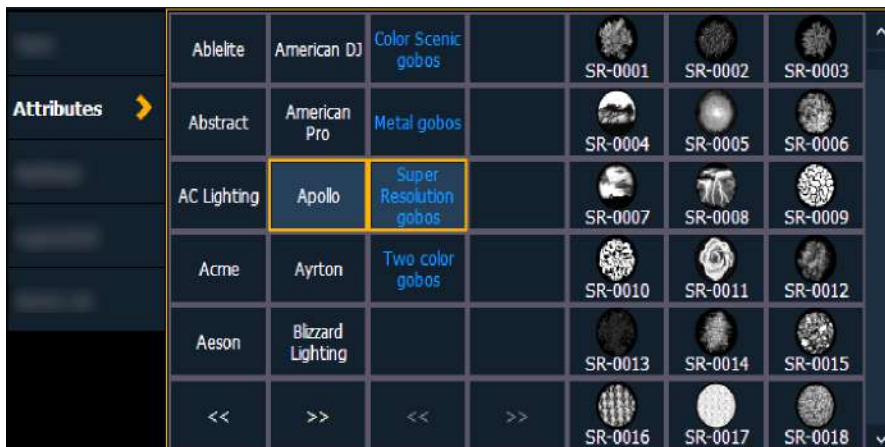 Attributes
Ablelite
American DJ
Color Scenic
gobos
SR-0001
SR-0002
SR-0003
Abstract
American
Pro
Metal gobos
SR-0004
SR-0005
SR-0006
AC Lighting
Apollo
Super
Resolution
gobos
SR-0007
SR-0008
SR-0009
Acme
Ayrton
Two color
gobos
SR-0010
SR-0011
SR-0012
Aeson
Blizzard
Lighting
SR-0013
SR-0014
SR-0015
<<
>>
<<
>>
SR-0016
SR-0017
SR-0018